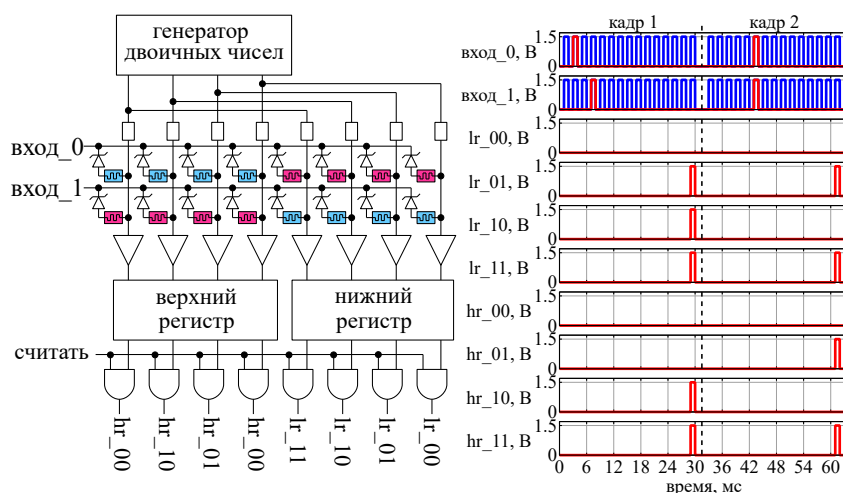 генератор
двоичных чисел
вход_0
вход_1
верхний
регистр
нижний
регистр
считать
hr_00
hr_10
hr_01
hr_00
lr_11
lr_10
lr_01
lr_00
кадр 1
кадр 2
вход_0, В
1.5
0
вход_1, В
1.5
0
lr_00, В
1.5
0
lr_01, В
1.5
0
lr_10, В
1.5
0
lr_11, В
1.5
0
hr_00, В
1.5
0
hr_01, В
1.5
0
hr_10, В
1.5
0
hr_11, В
1.5
0
0 6 12 18 24 30 36 42 48 54 60
время, мс